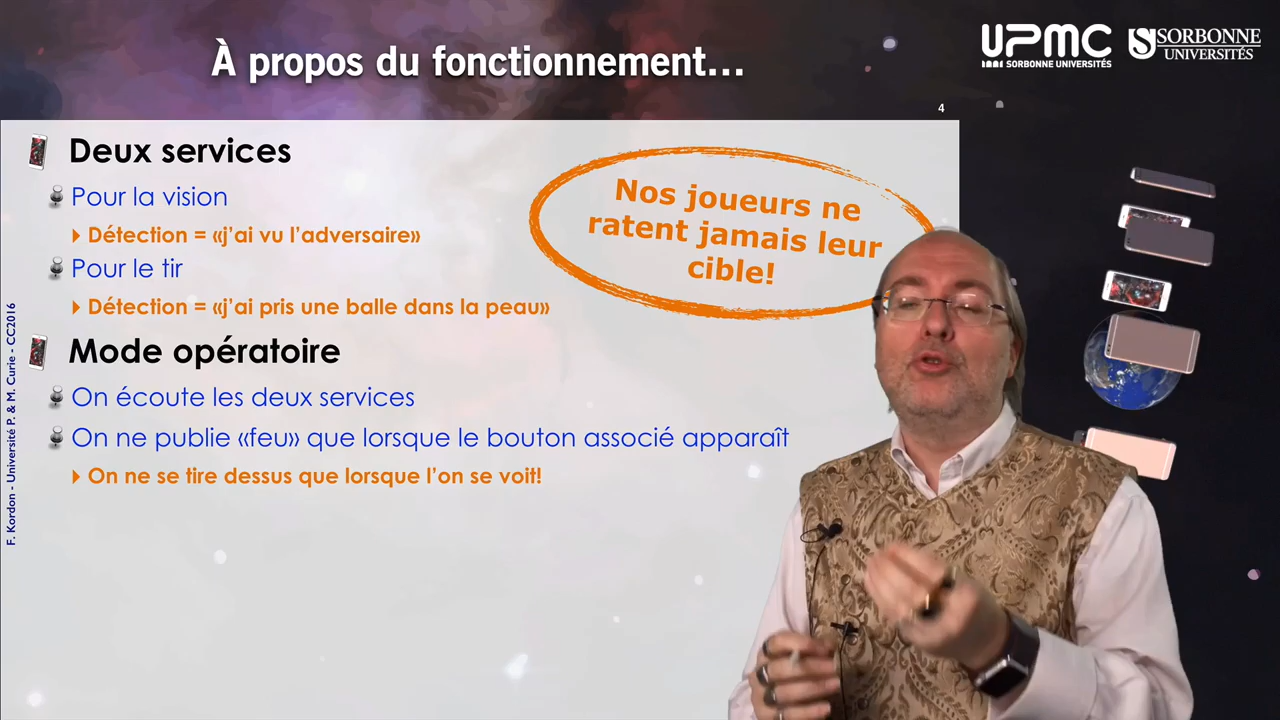 À propos du fonctionnement...
UPMC
SORBONNE UNIVERSITÉS
SORBONNE
UNIVERSITÉS
4
Deux services
Pour la vision
Détection = «j'ai vu l'adversaire»
Pour le tir
Détection = «j'ai pris une balle dans la peau»
Nos joueurs ne
ratent jamais leur
cible!
Mode opératoire
On écoute les deux services
On ne publie «feu» que lorsque le bouton associé apparaît
On ne se tire dessus que lorsque l'on se voit!
F. Kordon - Université P. & M. Curie - CC2016